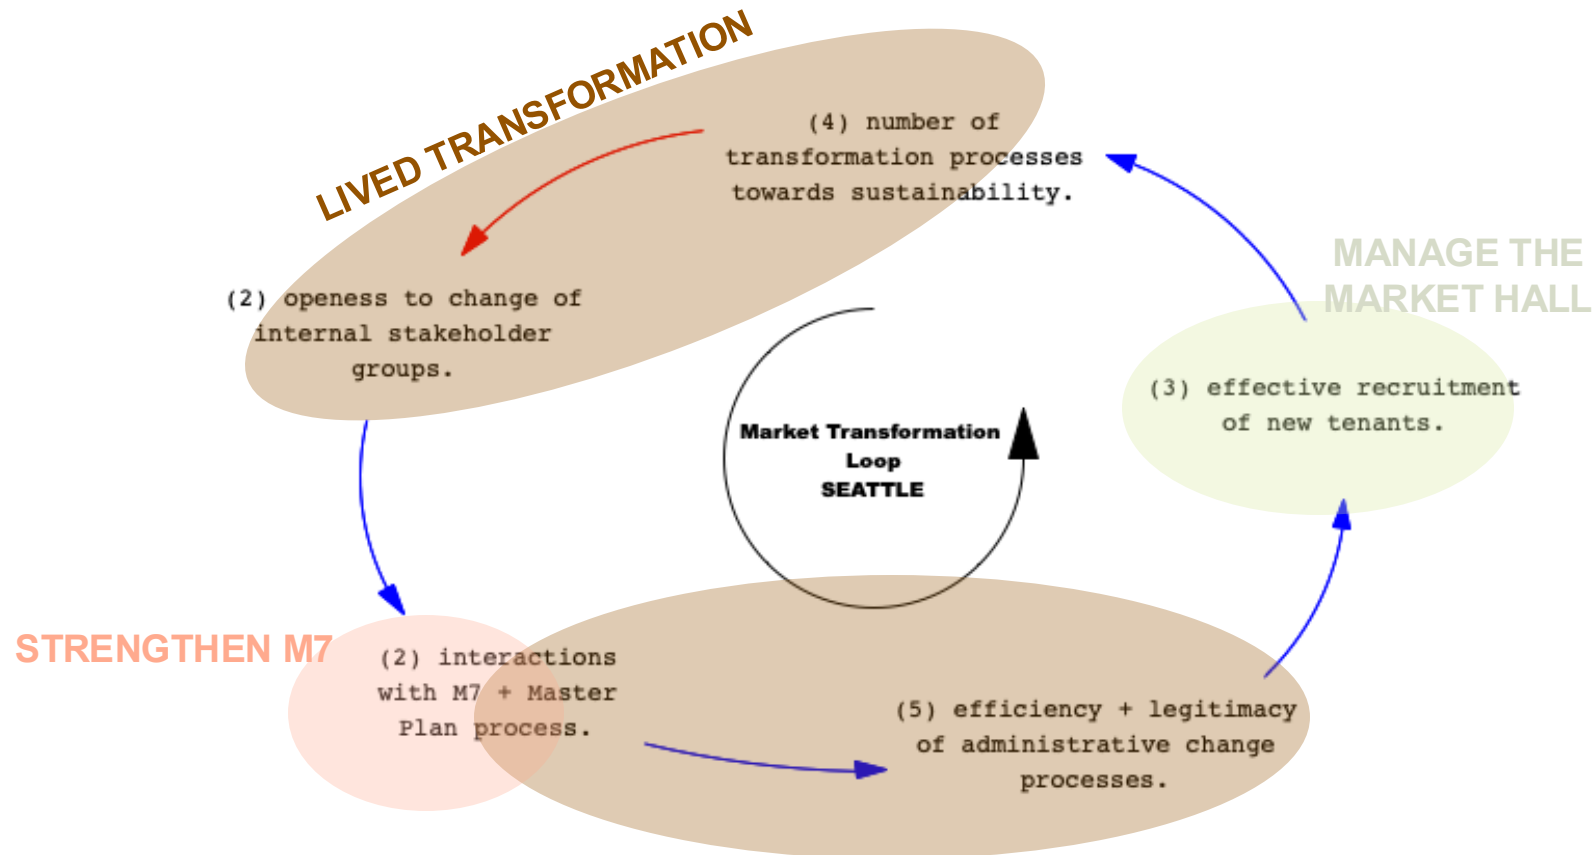 LIVED TRANSFORMATION
(4) number of
transformation processes
towards sustainability.
MANAGE THE
MARKET HALL
(2) openess to change of
internal stakeholder
groups.
(3) effective recruitment
of new tenants.
Market Transformation
Loop
SEATTLE
STRENGTHEN M7
(2) interactions
with M7 + Master
Plan process.
(5) efficiency + legitimacy
of administrative change
processes.